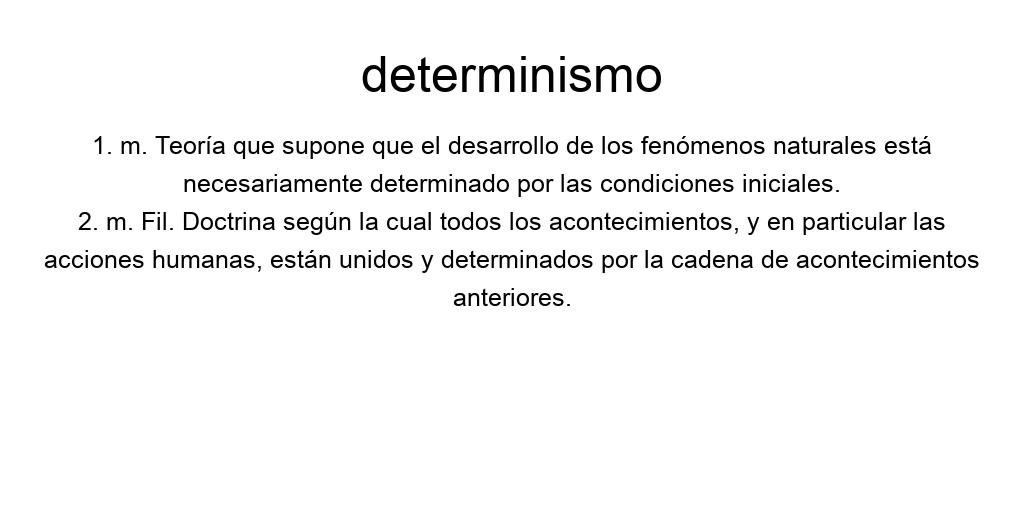 determinismo
1. m. Teoría que supone que el desarrollo de los fenómenos naturales está
necesariamente determinado por las condiciones iniciales.
2. m. Fil. Doctrina según la cual todos los acontecimientos, y en particular las
acciones humanas, están unidos y determinados por la cadena de acontecimientos
anteriores.